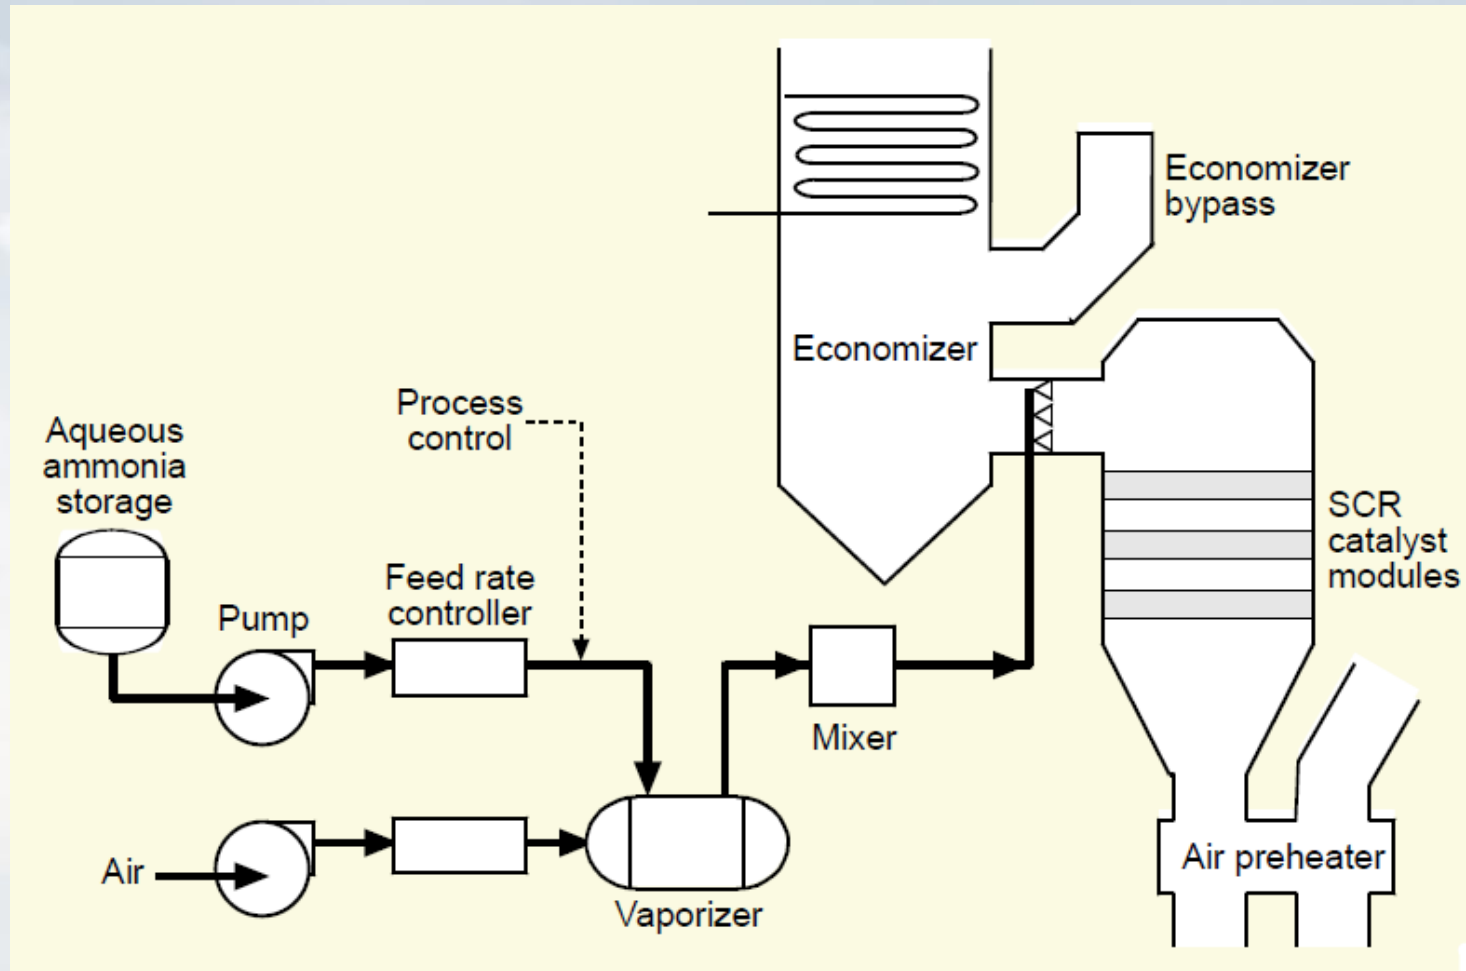 Economizer
bypass
Economizer
Process
control
Aqueous
ammonia
storage
SCR
catalyst
modules
Feed rate
controller
Pump
Mixer
Air preheater
Air
Vaporizer